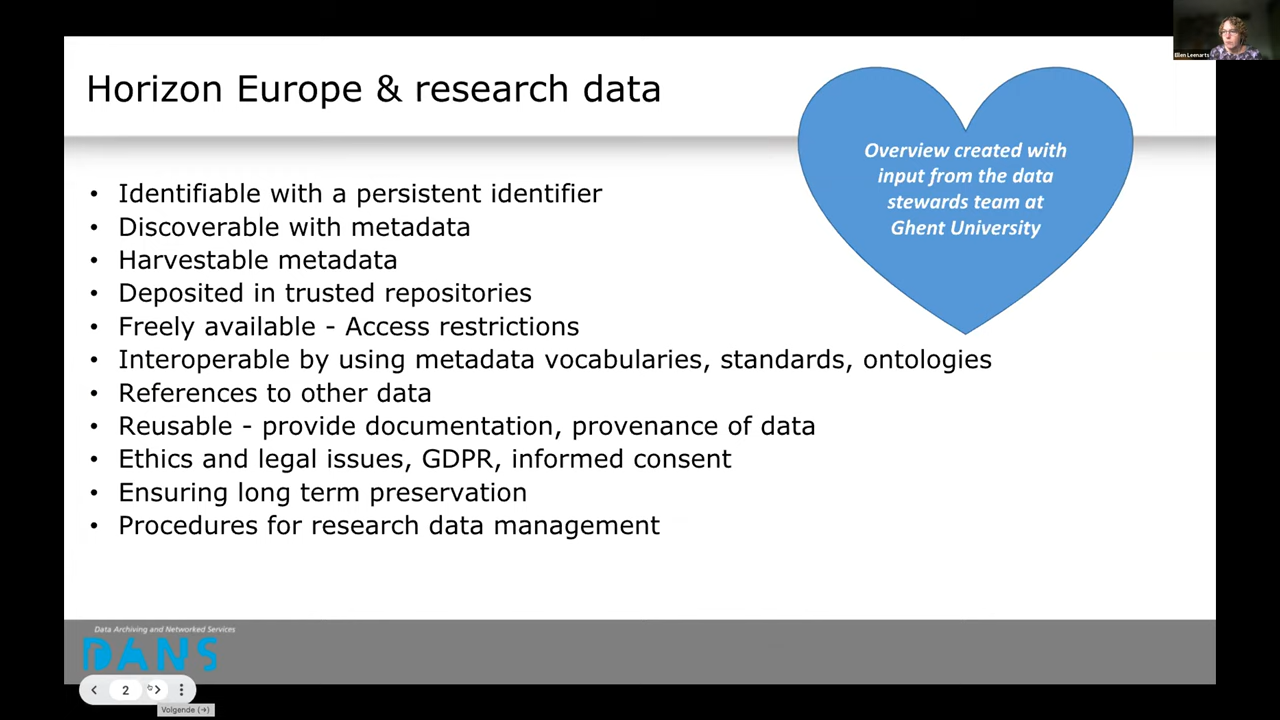 Ellen Leenarts
Horizon Europe & research data
Overview created with
input from the data
stewards team at
Ghent University
• Identifiable with a persistent identifier
• Discoverable with metadata
• Harvestable metadata
• Deposited in trusted repositories
• Freely available - Access restrictions
• Interoperable by using metadata vocabularies, standards, ontologies
• References to other data
• Reusable - provide documentation, provenance of data
• Ethics and legal issues, GDPR, informed consent
• Ensuring long term preservation
• Procedures for research data management
Data Archiving and Networked Services
DANS
2
Volgende (→)